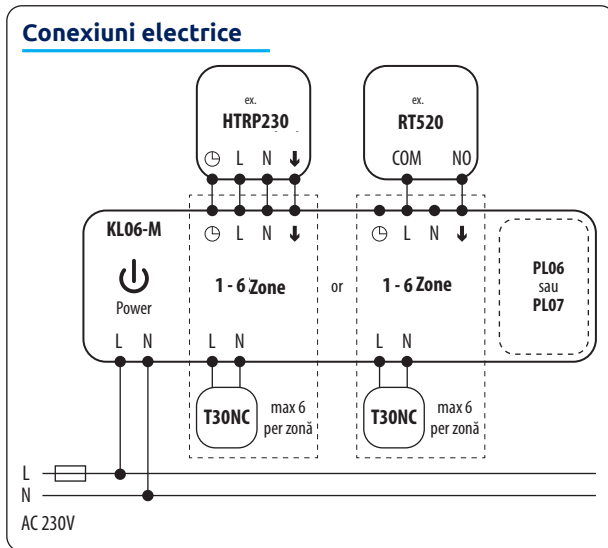 Conexiuni electrice
ex.
HTRP230
L N
ex.
RT520
COM NO
KL06-M
Power
L N
L N
1 - 6 Zone
L N
T30NC
max 6
per zonă
or
L N
1 - 6 Zone
L N
T30NC
max 6
per zonă
PL06
sau
PL07
L
N
AC 230V